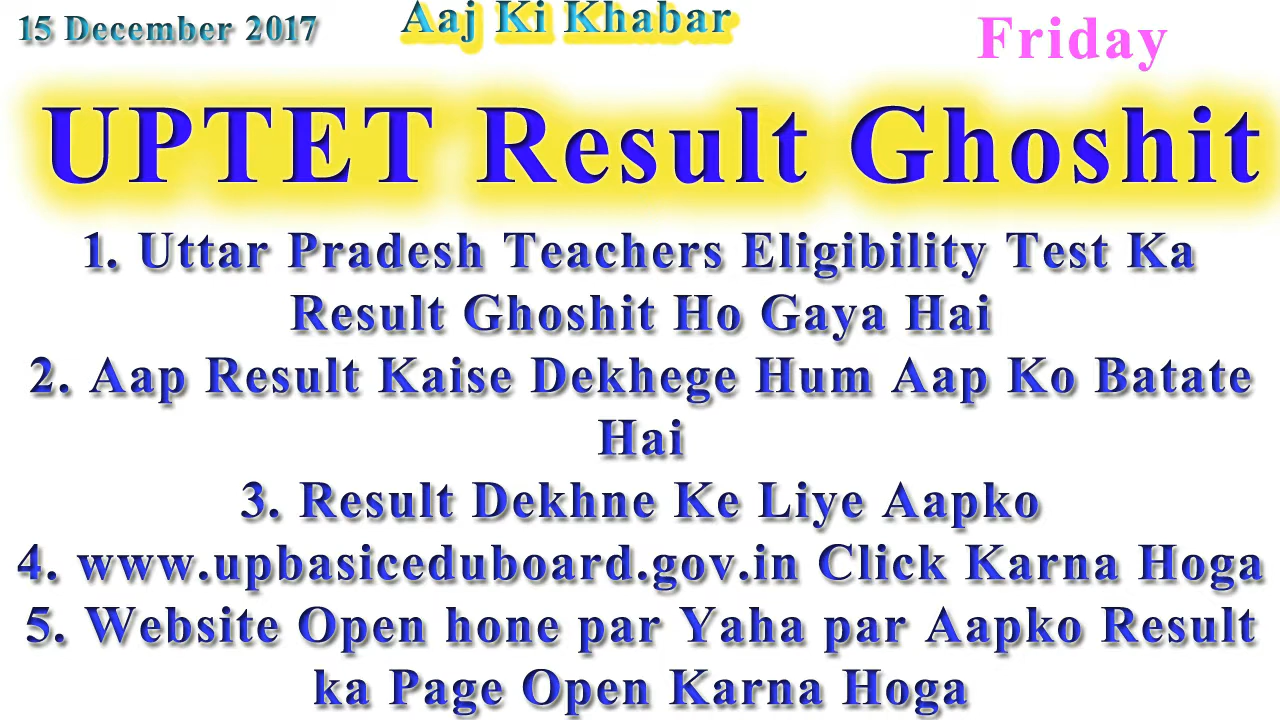 15 December 2017
Aaj Ki Khabar
Friday
UPTET Result Ghoshit
1. Uttar Pradesh Teachers Eligibility Test Ka
Result Ghoshit Ho Gaya Hai
2. Aap Result Kaise Dekhege Hum Aap Ko Batate
Hai
3. Result Dekhne Ke Liye Aapko
4. www.upbasiceduboard.gov.in Click Karna Hoga
5. Website Open hone par Yaha par Aapko Result
ka Page Open Karna Hoga